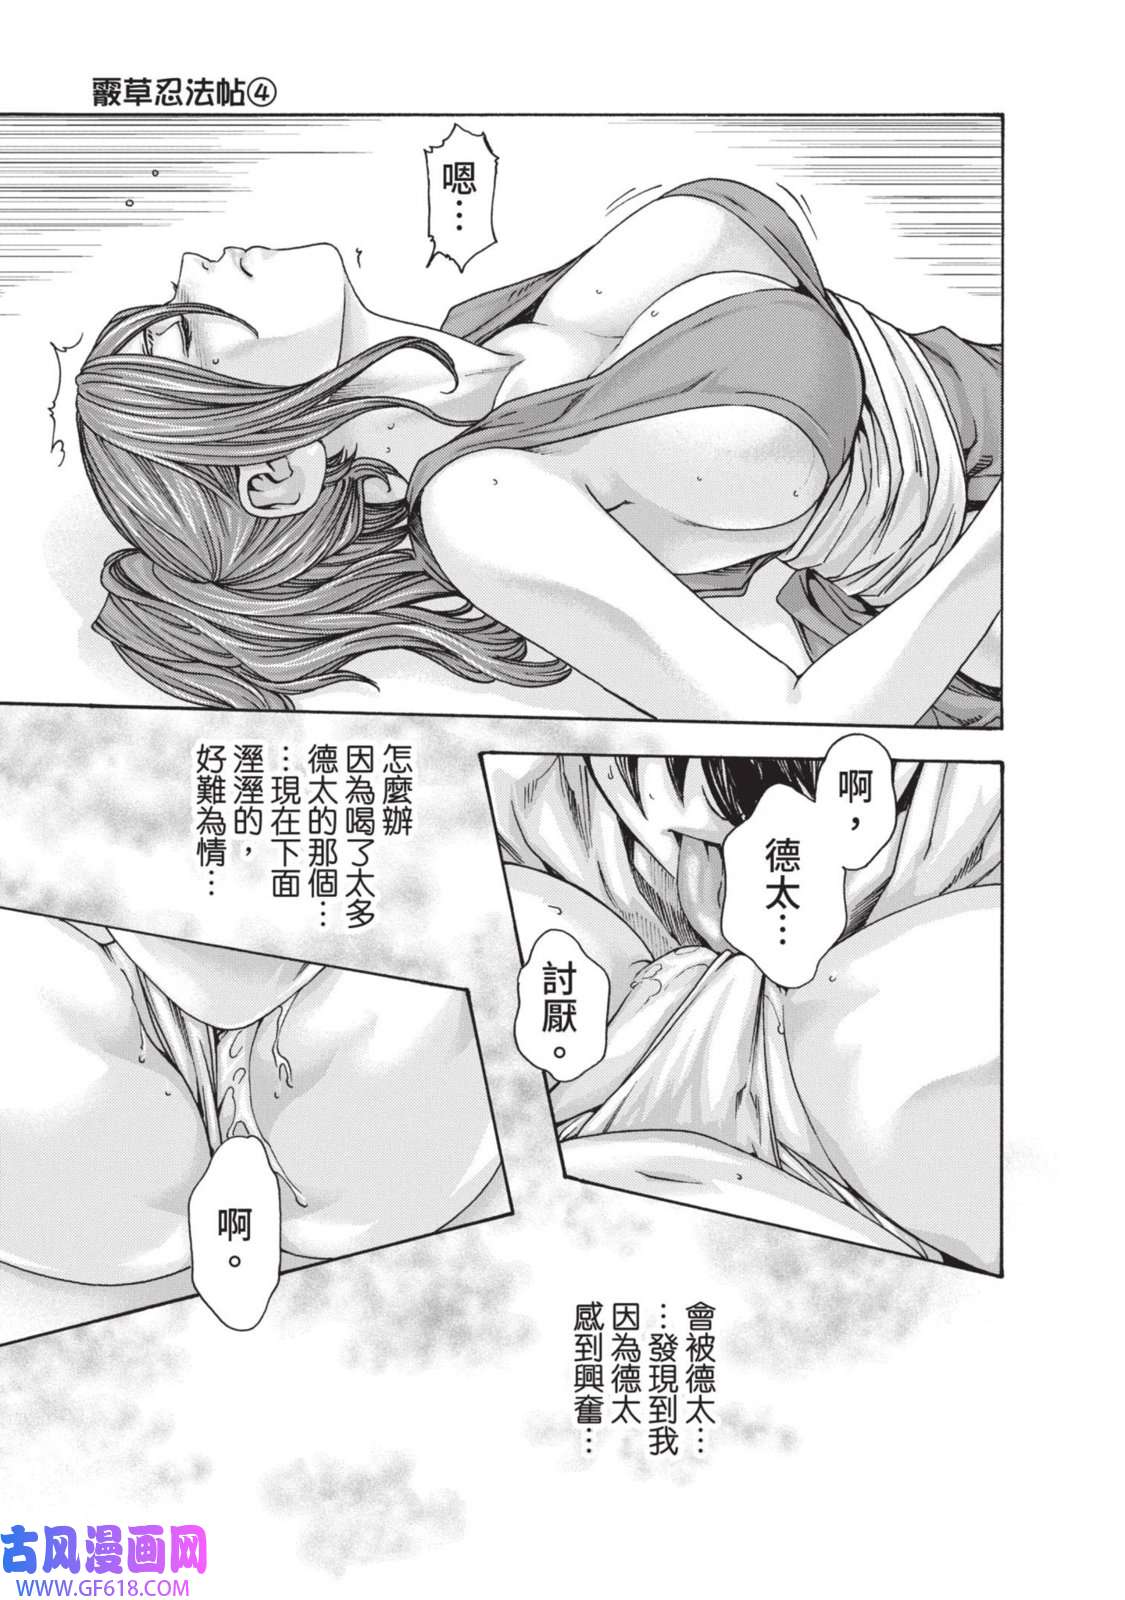 霰草忍法帖④
嗯…
啊，
德太…
討厭。
怎麼辦
因為喝了太多
德太的那個…
…現在下面
溼溼的，
好難為情…
啊。
會被德太…
…發現到我
因為德太
感到興奮…
古风漫画网
WWW.GF618.COM